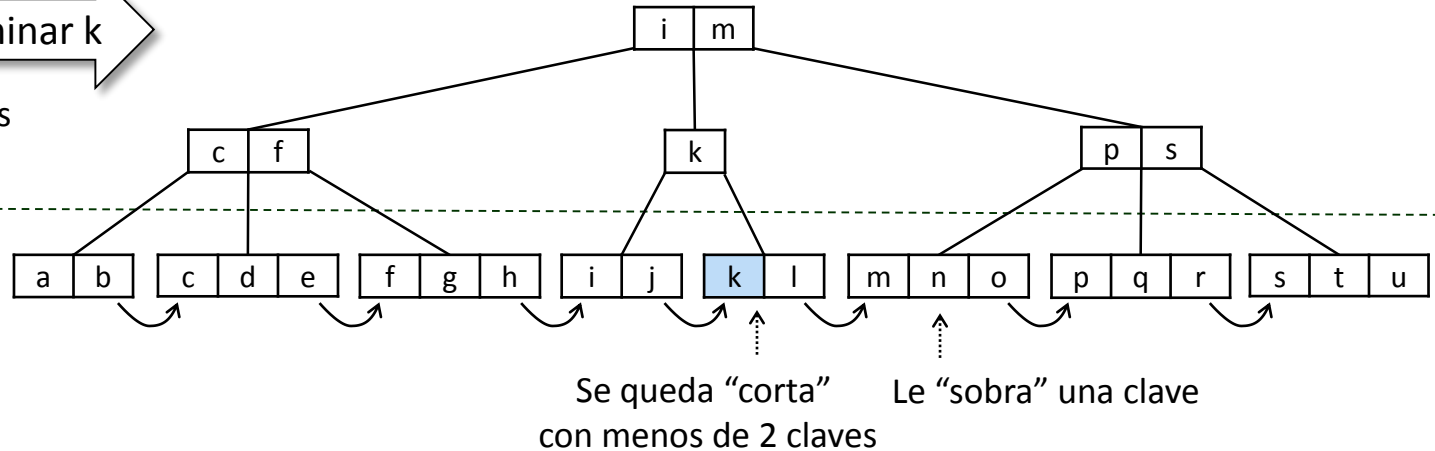 inar k
s
i m
c f
k
p s
a b c d e f g h i j k l m n o p q r s t u
Se queda “corta”
con menos de 2 claves
Le “sobra” una clave